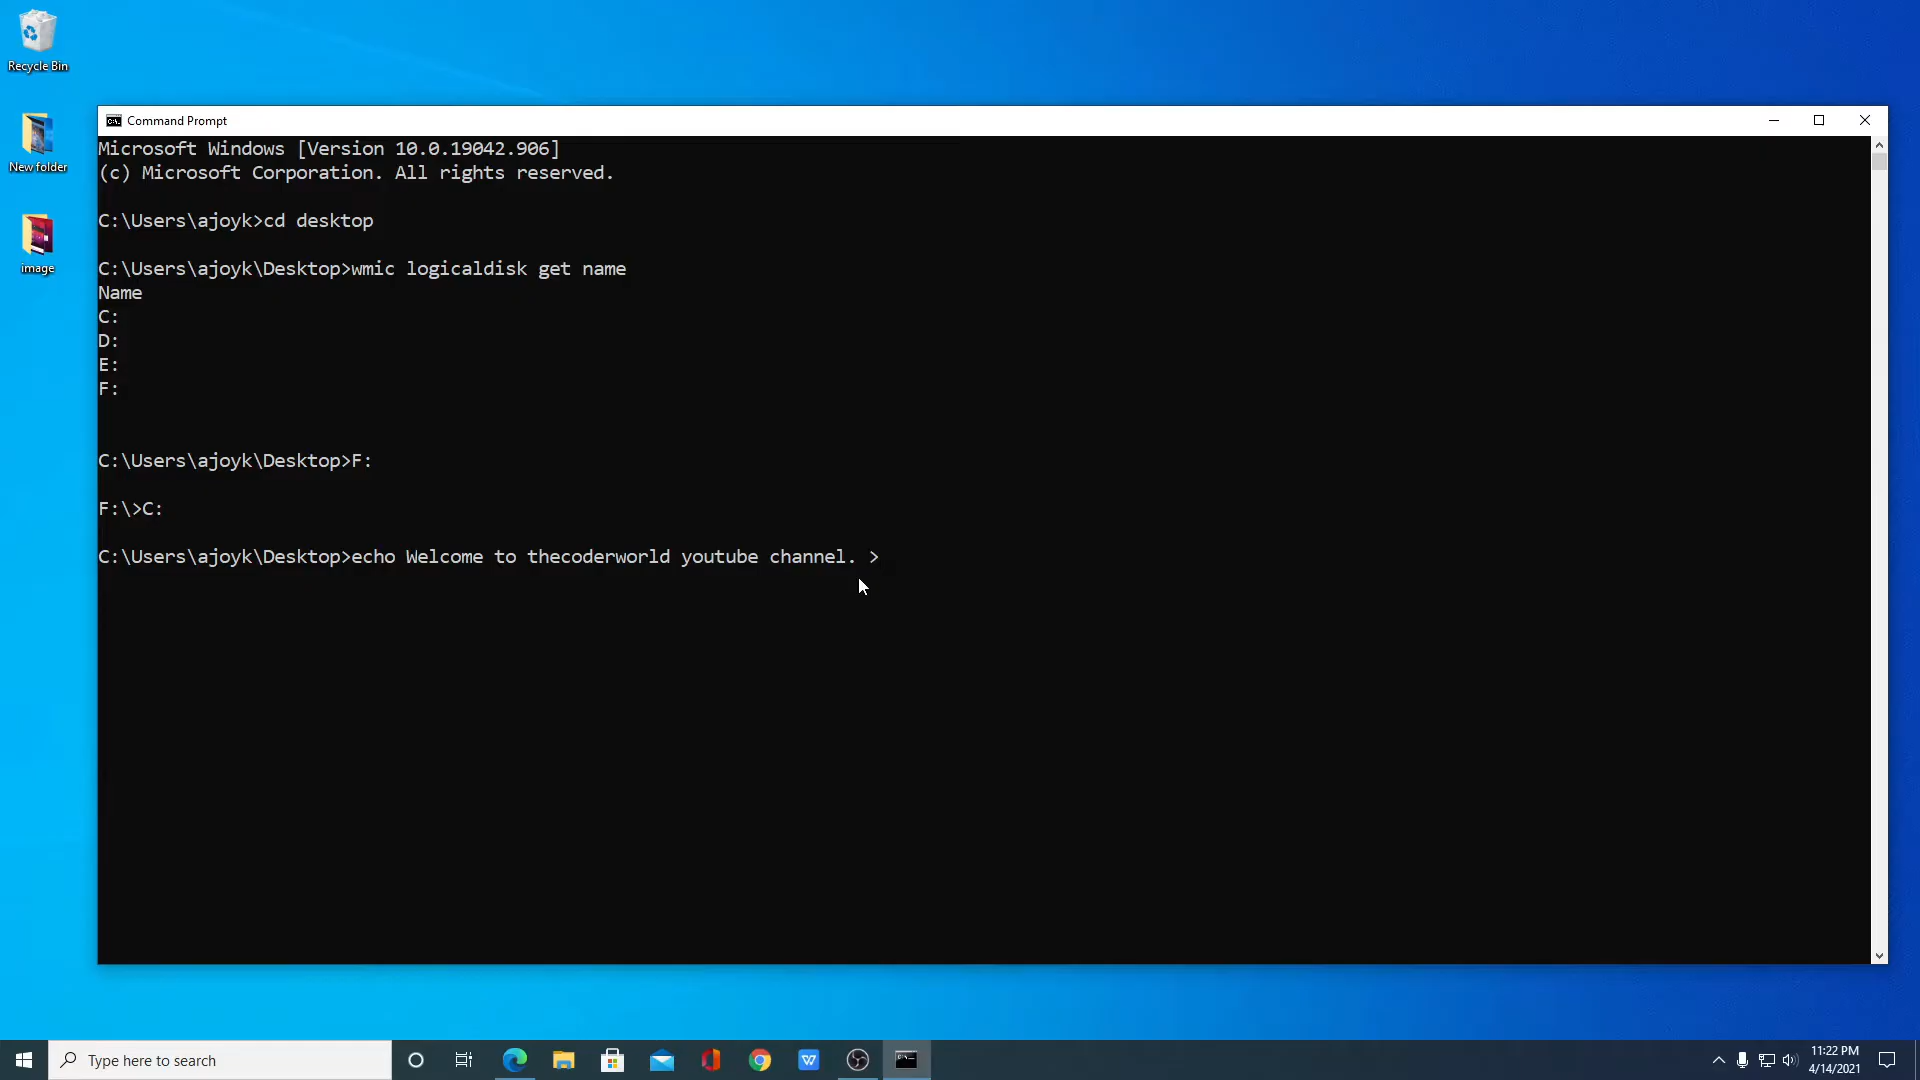 Recycle Bin
New folder
image
Command Prompt
Microsoft Windows [Version 10.0.19042.906]
(c) Microsoft Corporation. All rights reserved.
C:\Users\ajoyk>cd desktop
C:\Users\ajoyk\Desktop>wmic logicaldisk get name
Name
C:
D:
E:
F:
C:\Users\ajoyk\Desktop>F:
F:\>C:
C:\Users\ajoyk\Desktop>echo Welcome to thecoderworld youtube channel. >
Type here to search
11:22 PM
4/14/2021